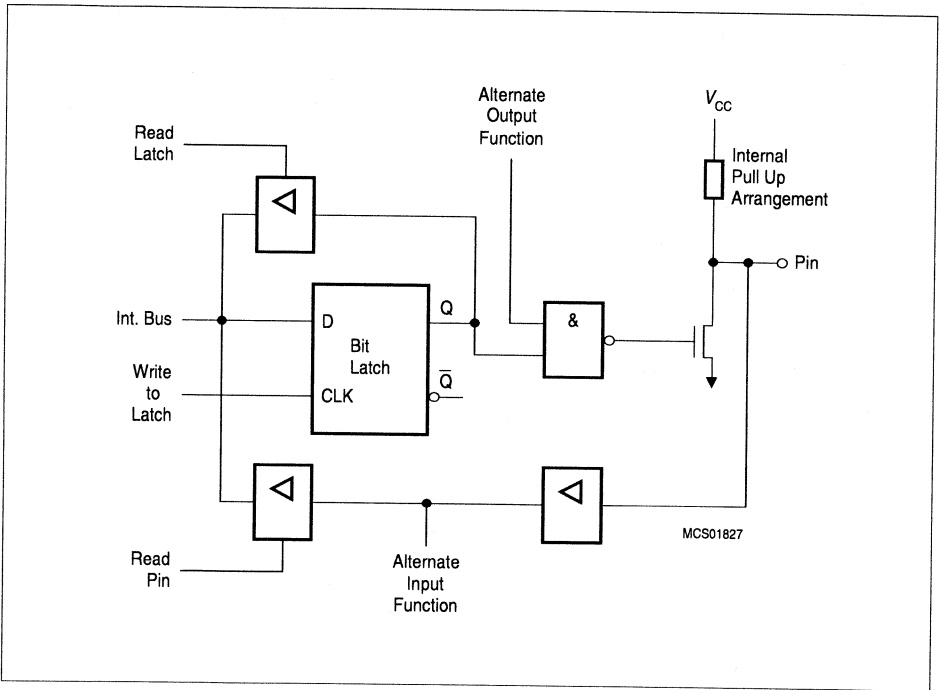 Alternate
Output
Function
V CC
Read
Latch
Internal
Pull Up
Arrangement
Pin
Q
&
Int. Bus
D
Bit
Latch
Write
to
Latch
CLK
Q̅
MCS01827
Read
Pin
Alternate
Input
Function